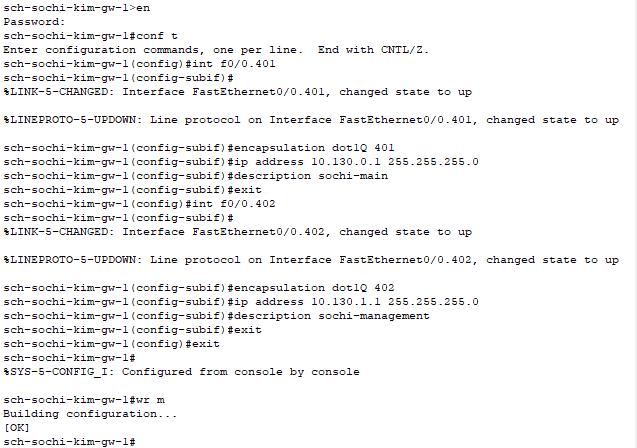 sch-sochi-kim-gw-1>en
Password:
sch-sochi-kim-gw-1#conf t
Enter configuration commands, one per line.  End with CNTL/Z.
sch-sochi-kim-gw-1(config)#int f0/0.401
sch-sochi-kim-gw-1(config-subif)#
%LINK-5-CHANGED: Interface FastEthernet0/0.401, changed state to up
%LINEPROTO-5-UPDOWN: Line protocol on Interface FastEthernet0/0.401, changed state to up
sch-sochi-kim-gw-1(config-subif)#encapsulation dot1Q 401
sch-sochi-kim-gw-1(config-subif)#ip address 10.130.0.1 255.255.255.0
sch-sochi-kim-gw-1(config-subif)#description sochi-main
sch-sochi-kim-gw-1(config-subif)#exit
sch-sochi-kim-gw-1(config)#int f0/0.402
sch-sochi-kim-gw-1(config-subif)#
%LINK-5-CHANGED: Interface FastEthernet0/0.402, changed state to up
%LINEPROTO-5-UPDOWN: Line protocol on Interface FastEthernet0/0.402, changed state to up
sch-sochi-kim-gw-1(config-subif)#encapsulation dot1Q 402
sch-sochi-kim-gw-1(config-subif)#ip address 10.130.1.1 255.255.255.0
sch-sochi-kim-gw-1(config-subif)#description sochi-management
sch-sochi-kim-gw-1(config-subif)#exit
sch-sochi-kim-gw-1(config)#exit
sch-sochi-kim-gw-1#
%SYS-5-CONFIG_I: Configured from console by console
sch-sochi-kim-gw-1#wr m
Building configuration...
[OK]
sch-sochi-kim-gw-1#